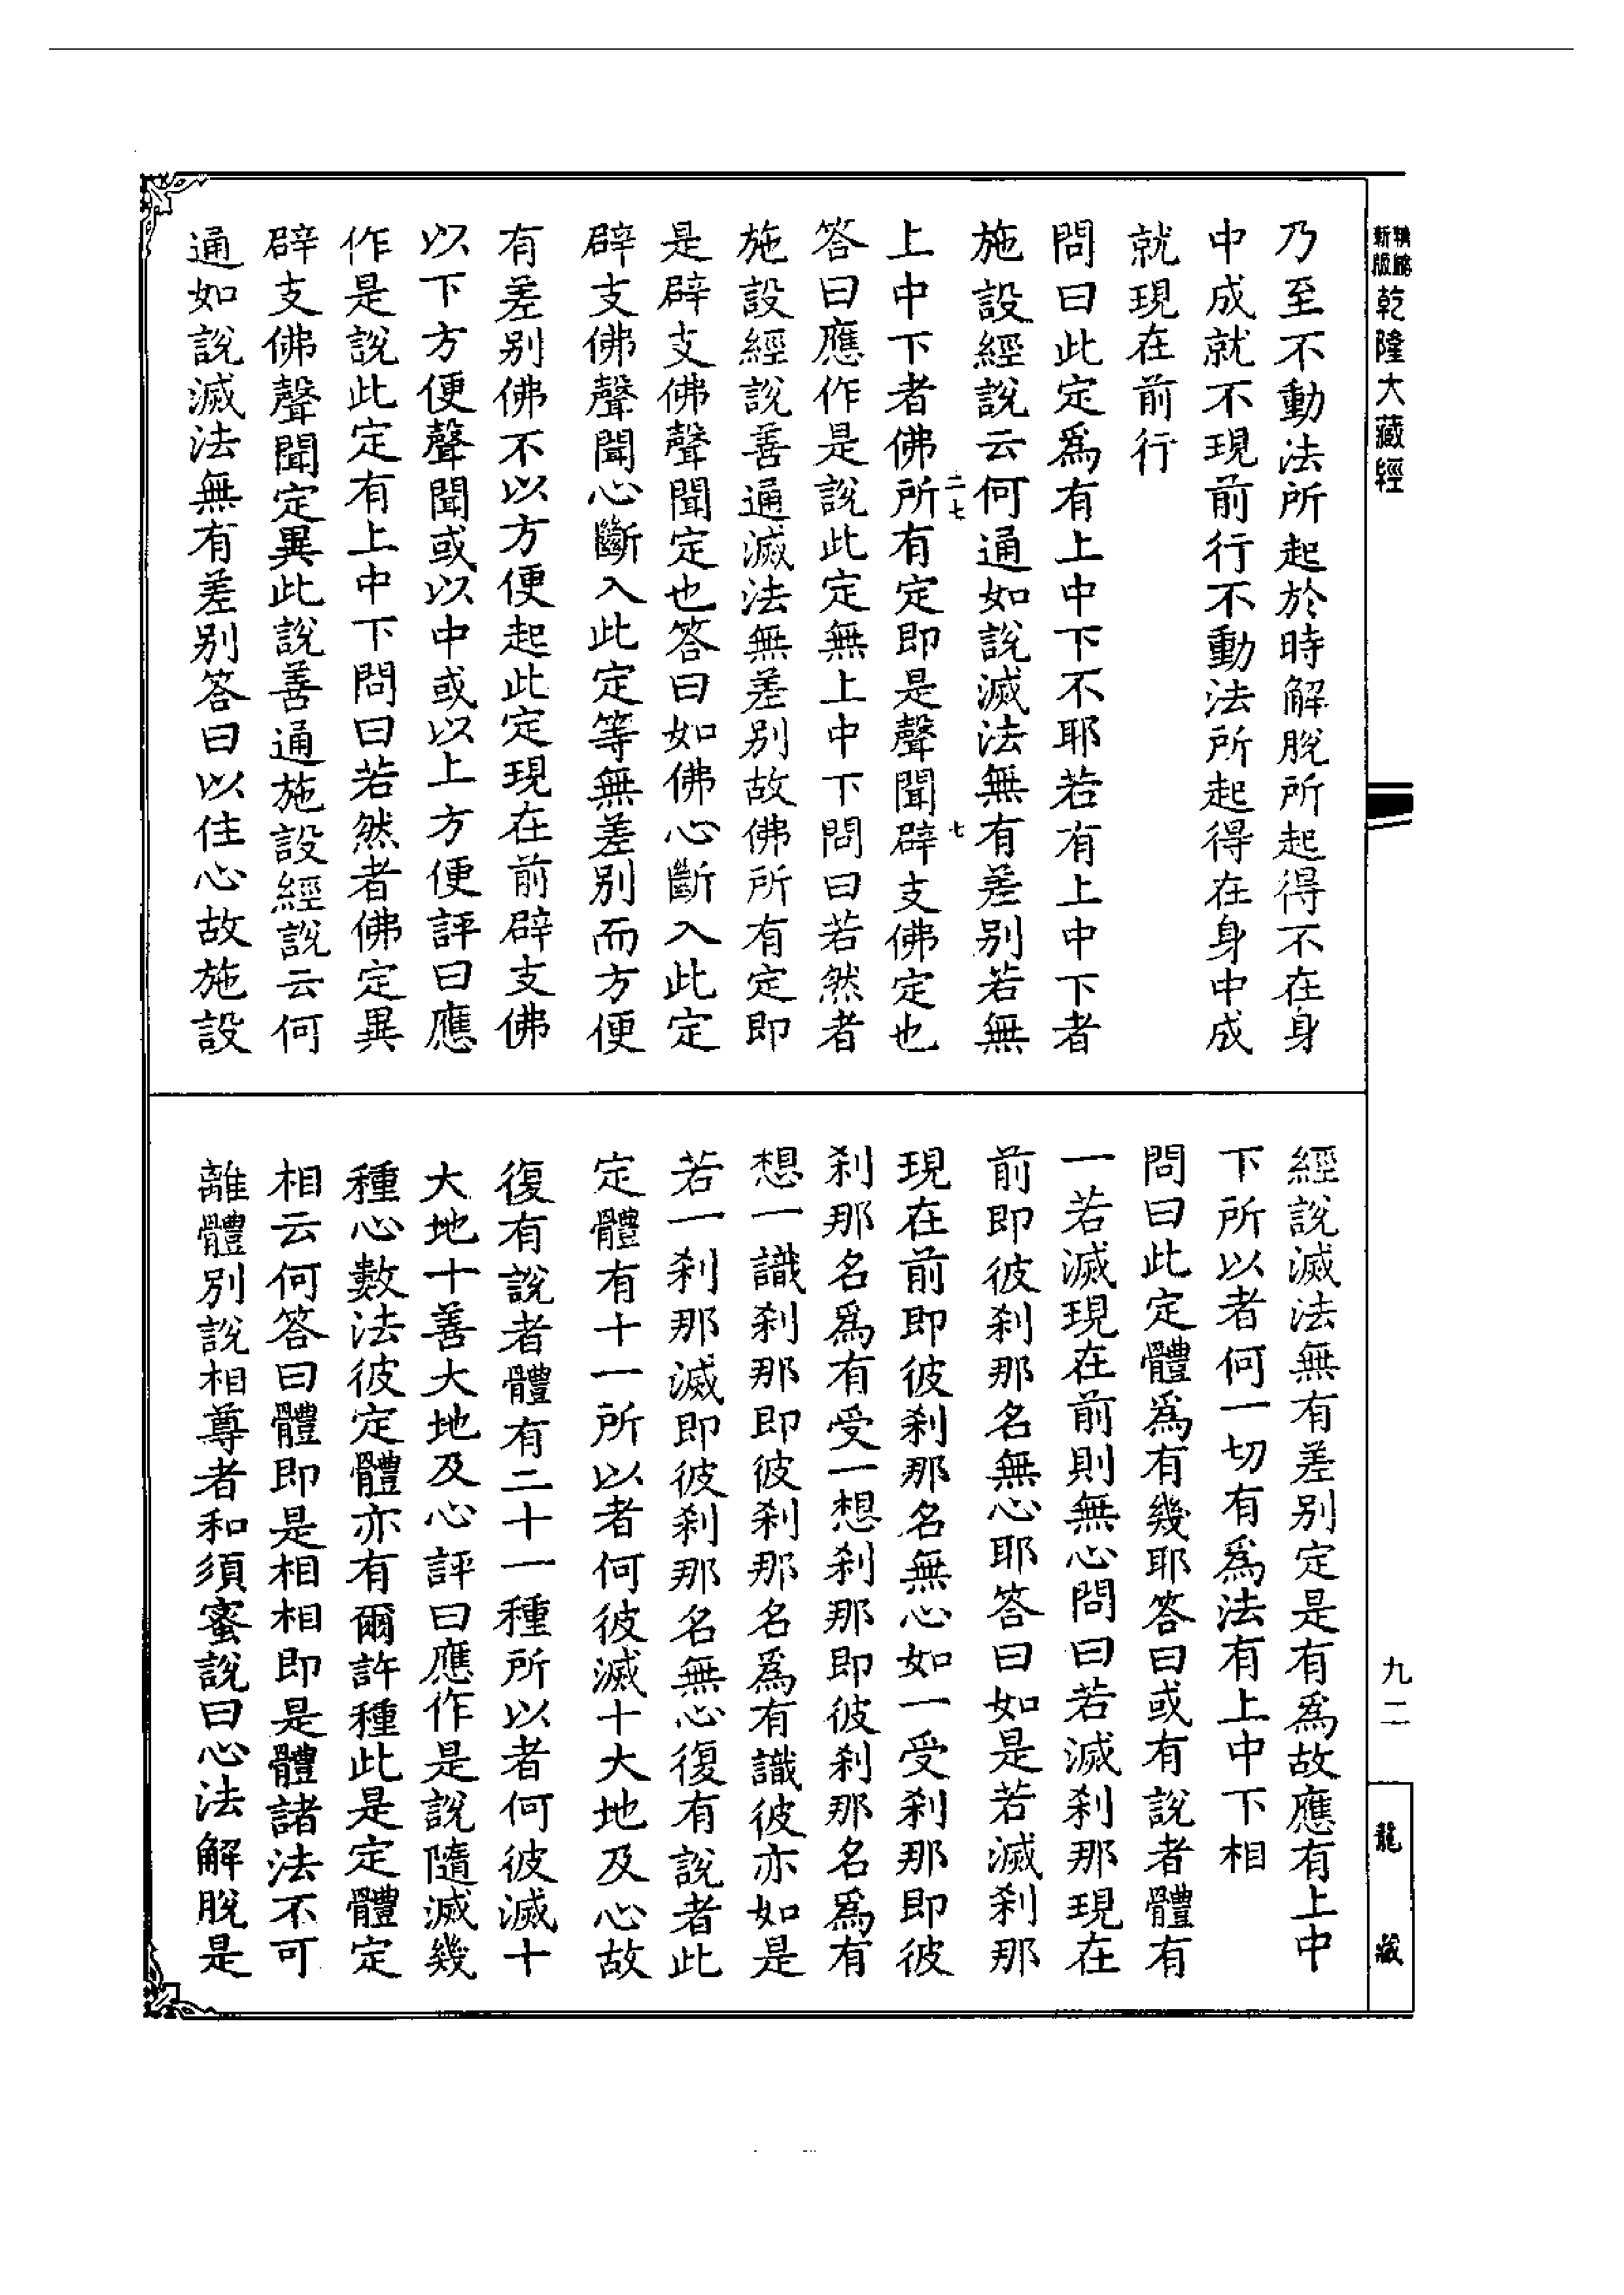 新版
乾隆大藏經
乃至不動法所起於時解脫所起得不在身
中成就不現前行不動法所起得在身中成
就現在前行
問曰此定爲有上中下不耶若有上中下者
施設經說云何通如說滅法無有差別若無
二七
七
上中下者佛所有定即是聲聞辟支佛定也
答曰應作是說此定無上中下問曰若然者
施設經說善通滅法無差別故佛所有定即
是辟支佛聲聞定也答曰如佛心斷入此定
辟支佛聲聞心斷入此定等無差別而方便
有差別佛不以方便起此定現在前辟支佛
以下方便聲聞或以中或以上方便評曰應
作是說此定有上中下問曰若然者佛定異
辟支佛聲聞定異此說善通施設經說云何
通如說滅法無有差別答曰以住心故施設
經說滅法無有差別定是有爲故應有上中
下所以者何一切有爲法有上中下相
問曰此定體爲有幾耶答曰或有說者體有
一若滅現在前則無心問曰若滅刹那現在
前即彼刹那名無心耶答曰如是若滅刹那
現在前即彼刹那名無心如一受刹那即彼
刹那名爲有受一想刹那即彼刹那名爲有
想一識刹那即彼刹那名爲有識彼亦如是
若一刹那滅即彼刹那名無心復有說者此
定體有十一所以者何彼滅十大地及心故
復有說者體有二十一種所以者何彼滅十
大地十善大地及心評曰應作是說隨滅幾
種心數法彼定體亦有爾許種此是定體定
相云何答曰體即是相相即是體諸法不可
離體別說相尊者和須蜜說曰心法解脫是
九二
龍藏